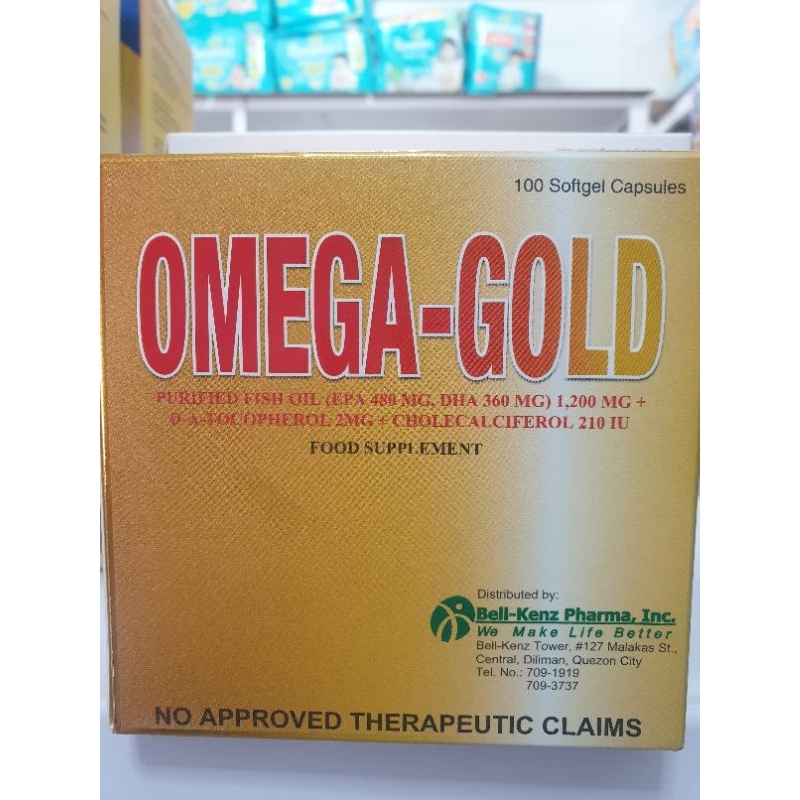 100 Softgel Capsules
OMEGA-GOLD
PURIFIED FISH OIL (EPA 480 MG, DHA 360 MG) 1,200 MG +
D-A-TOCOPHEROL 2MG + CHOLECALCIFEROL 210 IU
FOOD SUPPLEMENT
Distributed by:
Bell-Kenz Pharma, Inc.
We Make Life Better
Bell-Kenz Tower, #127 Malakas St.,
Central, Diliman, Quezon City
Tel. No.: 709-1919
709-3737
NO APPROVED THERAPEUTIC CLAIMS